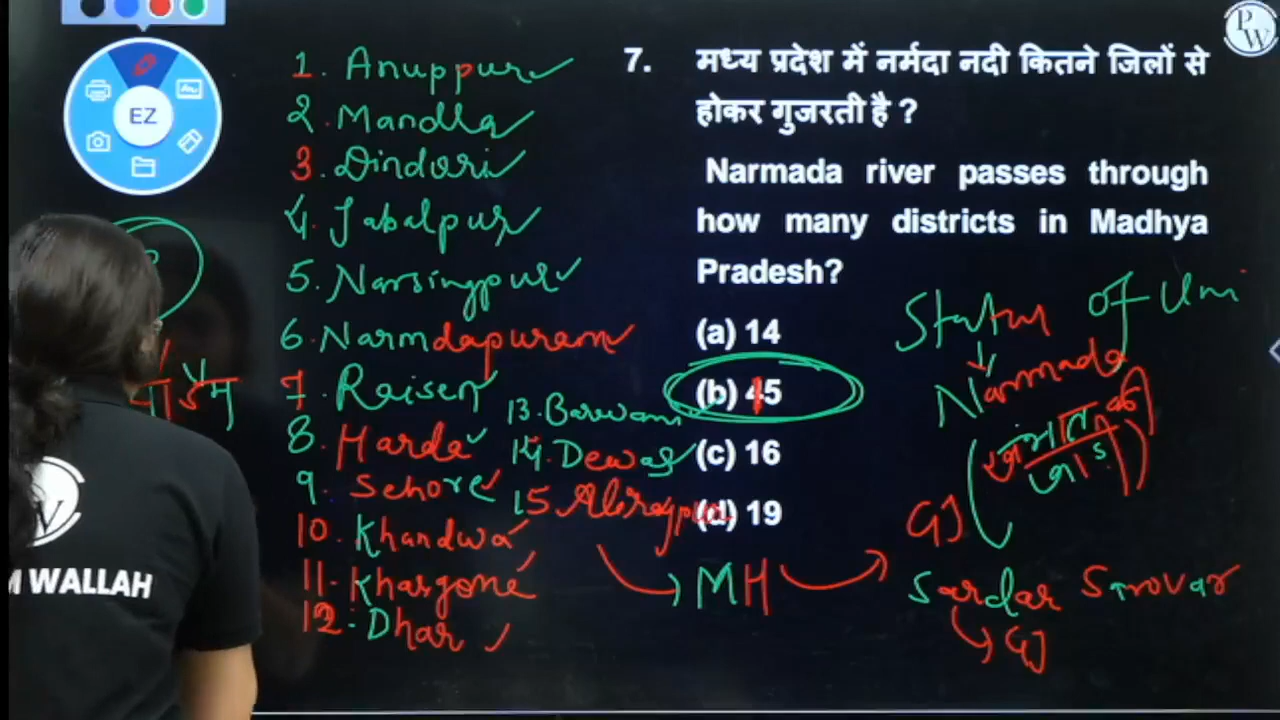 EZ
PW
1. Anuppur
2. Mandla
3. Dindori
4. Jabalpur
5. Narsingpur
6. Narmdapuram
7. Raisen
8. Harda
9. Sehore
10. Khandwa
11. Khargone
12. Dhar
13. Barwani
14. Dewas
15. Alirajpur
7. मध्य प्रदेश में नर्मदा नदी कितने जिलों से
होकर गुजरती है ?
Narmada river passes through
how many districts in Madhya
Pradesh?
(a) 14
(b) 15
(c) 16
(d) 19
Status of Uni
Narmada
MH
GJ
Sardar Srovar
GJ
M WALLAH